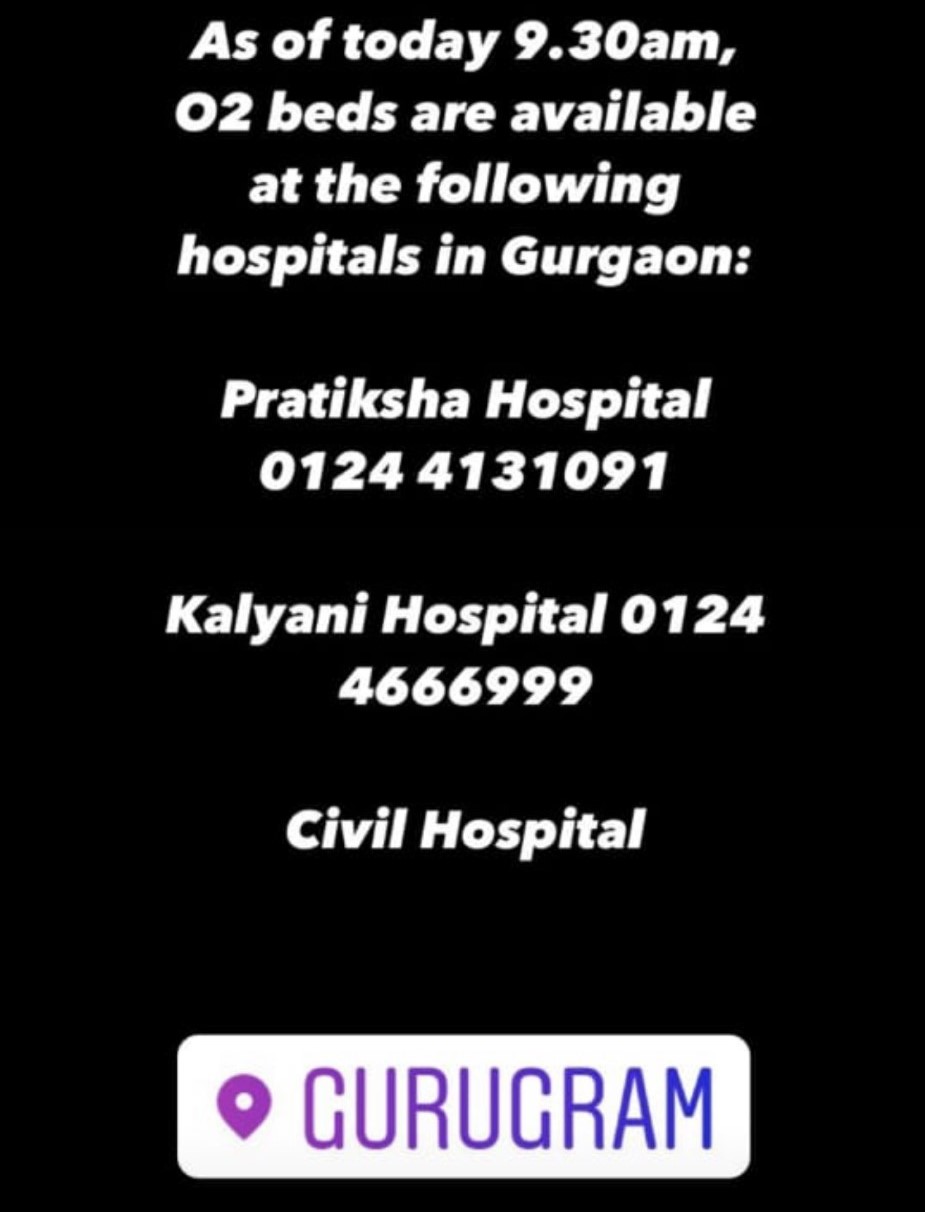 As of today 9.30am,
O2 beds are available
at the following
hospitals in Gurgaon:
Pratiksha Hospital
0124 4131091
Kalyani Hospital 0124
4666999
Civil Hospital
GURUGRAM